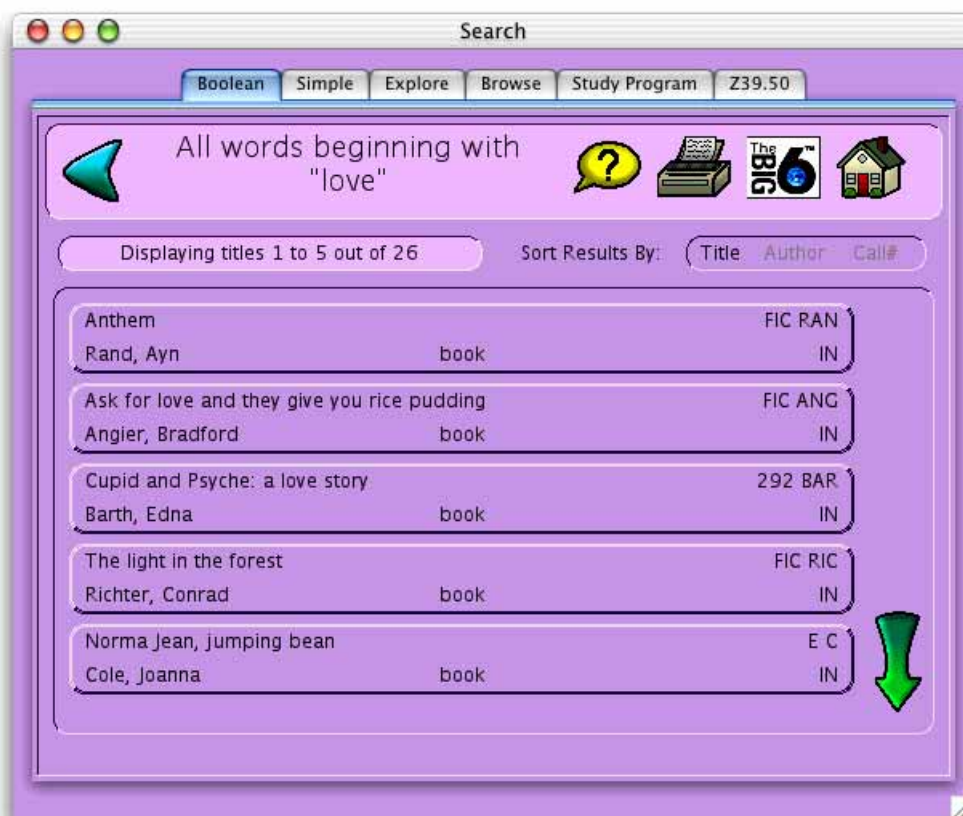 Search
Boolean Simple Explore Browse Study Program Z39.50
All words beginning with
"love"
?
The BIG 6™
Displaying titles 1 to 5 out of 26 Sort Results By: Title Author Call#
Anthem FIC RAN
Rand, Ayn book IN
Ask for love and they give you rice pudding FIC ANG
Angier, Bradford book IN
Cupid and Psyche: a love story 292 BAR
Barth, Edna book IN
The light in the forest FIC RIC
Richter, Conrad book IN
Norma Jean, jumping bean E C
Cole, Joanna book IN